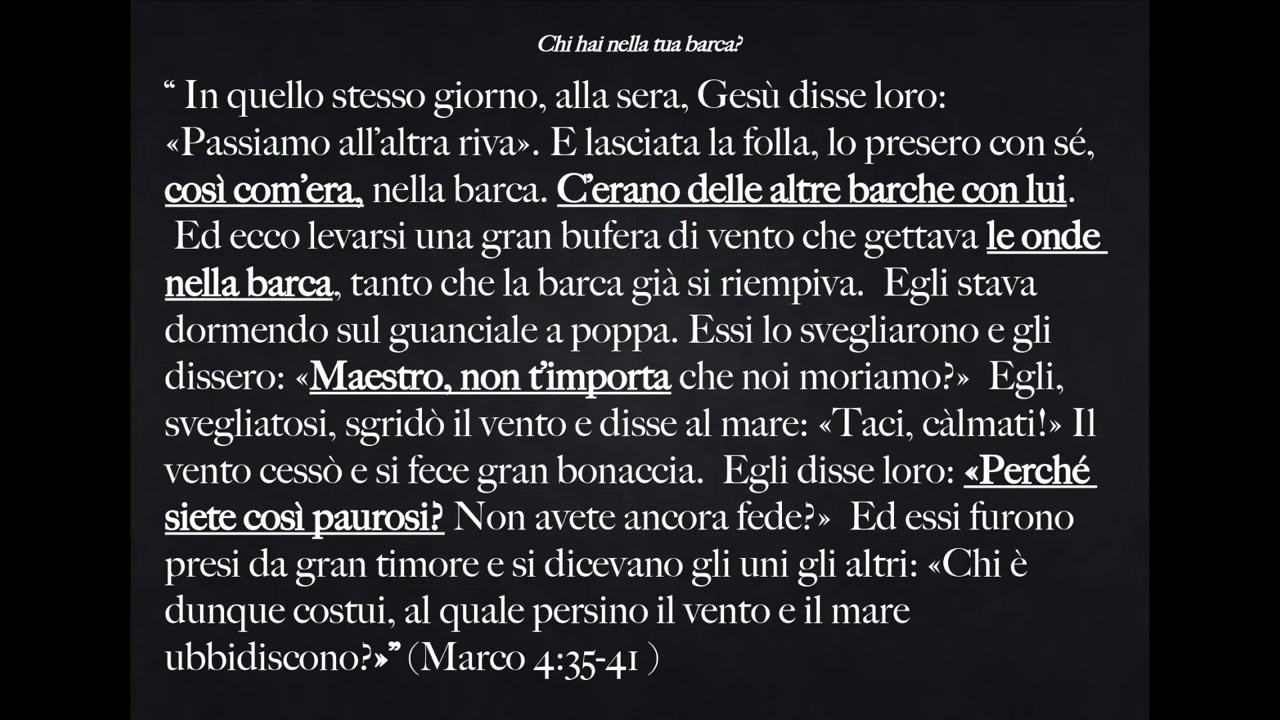 Chi hai nella tua barca?
“ In quello stesso giorno, alla sera, Gesù disse loro:
«Passiamo all’altra riva». E lasciata la folla, lo presero con sé,
così com’era, nella barca. C’erano delle altre barche con lui.
Ed ecco levarsi una gran bufera di vento che gettava le onde
nella barca, tanto che la barca già si riempiva. Egli stava
dormendo sul guanciale a poppa. Essi lo svegliarono e gli
dissero: «Maestro, non t’importa che noi moriamo?» Egli,
svegliatosi, sgridò il vento e disse al mare: «Taci, càlmati!» Il
vento cessò e si fece gran bonaccia. Egli disse loro: «Perché
siete così paurosi? Non avete ancora fede?» Ed essi furono
presi da gran timore e si dicevano gli uni gli altri: «Chi è
dunque costui, al quale persino il vento e il mare
ubbidiscono?»” (Marco 4:35-41 )